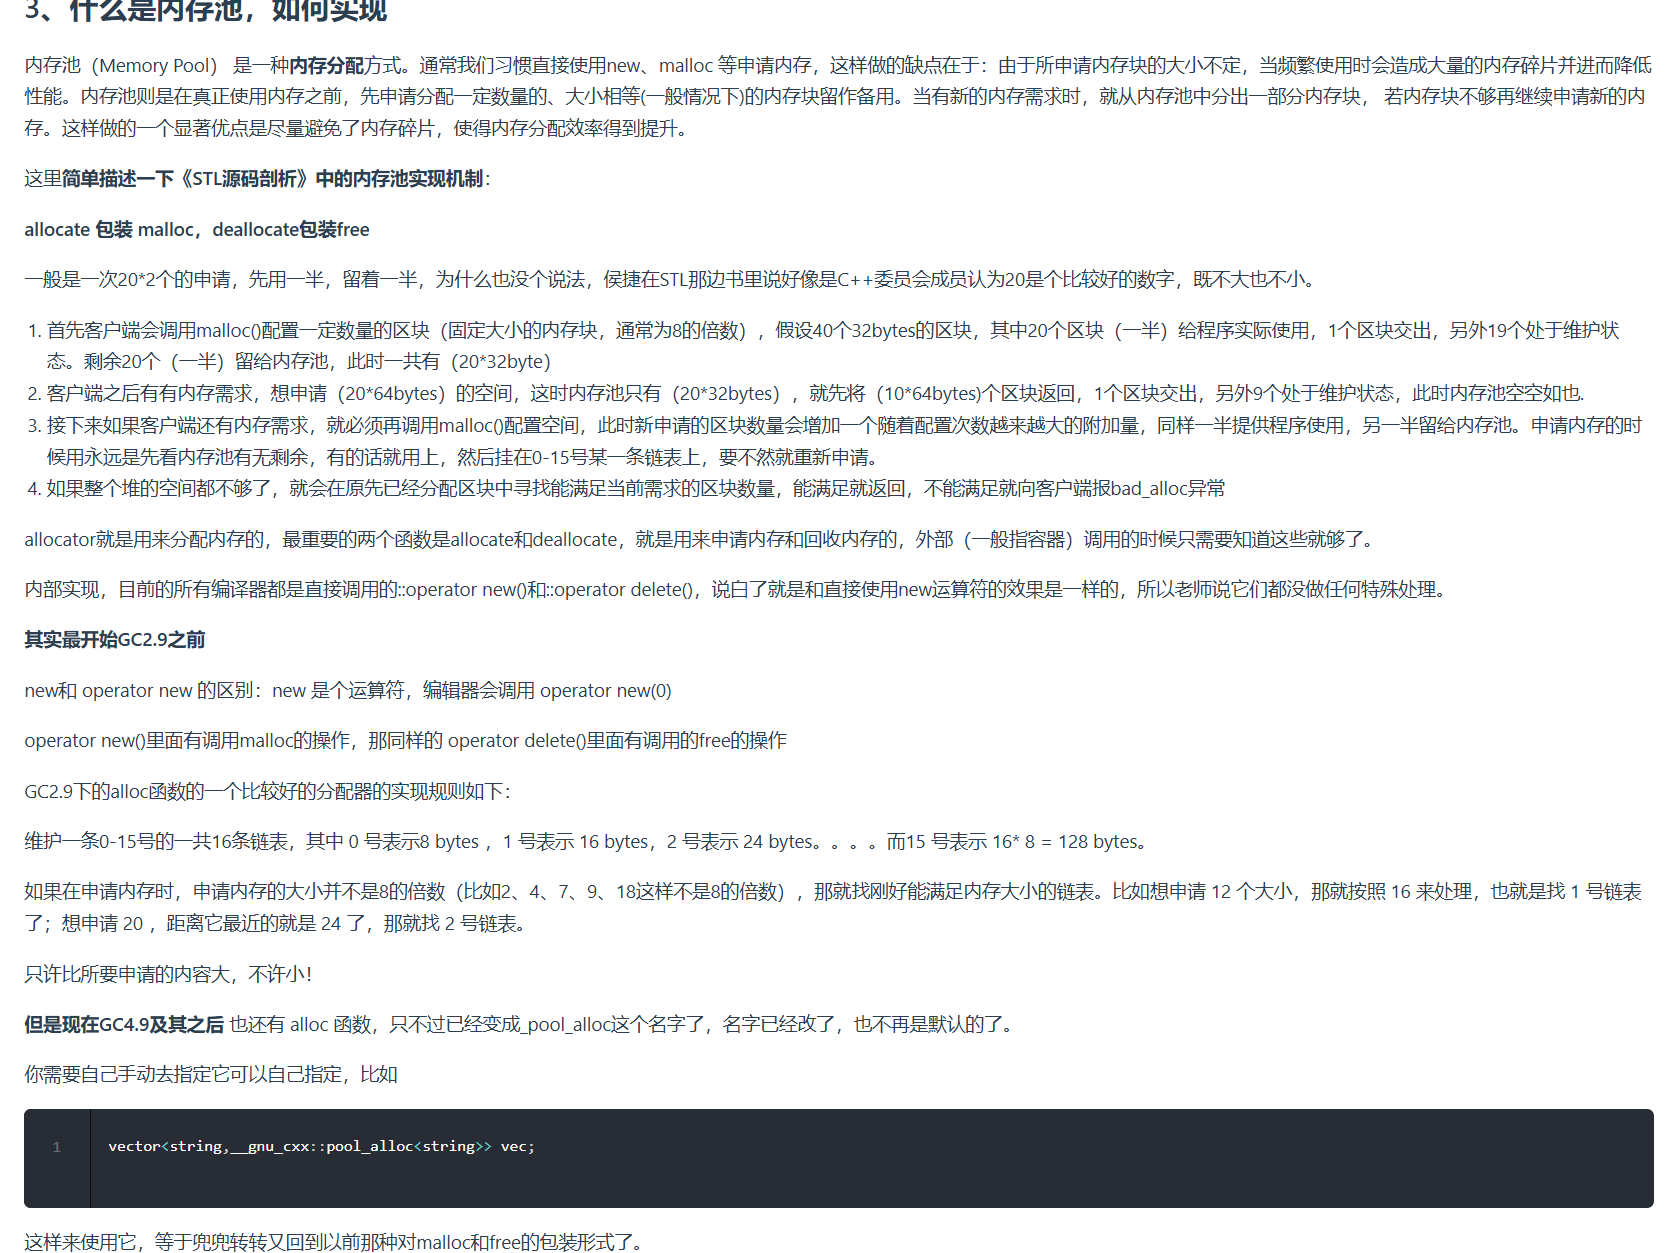 3、什么是内存池，如何实现
内存池（Memory Pool） 是一种内存分配方式。通常我们习惯直接使用new、malloc 等申请内存，这样做的缺点在于：由于所申请内存块的大小不定，当频繁使用时会造成大量的内存碎片并进而降低
性能。内存池则是在真正使用内存之前，先申请分配一定数量的、大小相等(一般情况下)的内存块留作备用。当有新的内存需求时，就从内存池中分出一部分内存块， 若内存块不够再继续申请新的内
存。这样做的一个显著优点是尽量避免了内存碎片，使得内存分配效率得到提升。
这里简单描述一下《STL源码剖析》中的内存池实现机制：
allocate 包装 malloc，deallocate包装free
一般是一次20*2个的申请，先用一半，留着一半，为什么也没个说法，侯捷在STL那边书里说好像是C++委员会成员认为20是个比较好的数字，既不大也不小。
1. 首先客户端会调用malloc()配置一定数量的区块（固定大小的内存块，通常为8的倍数），假设40个32bytes的区块，其中20个区块（一半）给程序实际使用，1个区块交出，另外19个处于维护状
态。剩余20个（一半）留给内存池，此时一共有（20*32byte）
2. 客户端之后有有内存需求，想申请（20*64bytes）的空间，这时内存池只有（20*32bytes），就先将（10*64bytes)个区块返回，1个区块交出，另外9个处于维护状态，此时内存池空空如也.
3. 接下来如果客户端还有内存需求，就必须再调用malloc()配置空间，此时新申请的区块数量会增加一个随着配置次数越来越大的附加量，同样一半提供程序使用，另一半留给内存池。申请内存的时
候用永远是先看内存池有无剩余，有的话就用上，然后挂在0-15号某一条链表上，要不然就重新申请。
4. 如果整个堆的空间都不够了，就会在原先已经分配区块中寻找能满足当前需求的区块数量，能满足就返回，不能满足就向客户端报bad_alloc异常
allocator就是用来分配内存的，最重要的两个函数是allocate和deallocate，就是用来申请内存和回收内存的，外部（一般指容器）调用的时候只需要知道这些就够了。
内部实现，目前的所有编译器都是直接调用的::operator new()和::operator delete()，说白了就是和直接使用new运算符的效果是一样的，所以老师说它们都没做任何特殊处理。
其实最开始GC2.9之前
new和 operator new 的区别：new 是个运算符，编辑器会调用 operator new(0)
operator new()里面有调用malloc的操作，那同样的 operator delete()里面有调用的free的操作
GC2.9下的alloc函数的一个比较好的分配器的实现规则如下：
维护一条0-15号的一共16条链表，其中 0 号表示8 bytes ，1 号表示 16 bytes，2 号表示 24 bytes。。。。而15 号表示 16* 8 = 128 bytes。
如果在申请内存时，申请内存的大小并不是8的倍数（比如2、4、7、9、18这样不是8的倍数），那就找刚好能满足内存大小的链表。比如想申请 12 个大小，那就按照 16 来处理，也就是找 1 号链表
了；想申请 20 ，距离它最近的就是 24 了，那就找 2 号链表。
只许比所要申请的内容大，不许小！
但是现在GC4.9及其之后 也还有 alloc 函数，只不过已经变成_pool_alloc这个名字了，名字已经改了，也不再是默认的了。
你需要自己手动去指定它可以自己指定，比如
1 vector<string,__gnu_cxx::pool_alloc<string>> vec;
这样来使用它，等于兜兜转转又回到以前那种对malloc和free的包装形式了。